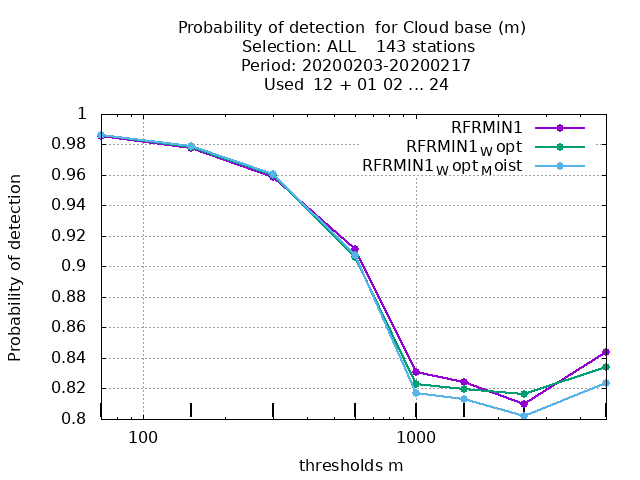 Probability of detection  for Cloud base (m)
Selection: ALL    143 stations
Period: 20200203-20200217
Used  12 + 01 02 ... 24
RFRMIN1
RFRMIN1Wopt
RFRMIN1WoptMoist
1
0.98
0.96
0.94
0.92
0.9
0.88
0.86
0.84
0.82
0.8
Probability of detection
100
1000
thresholds m